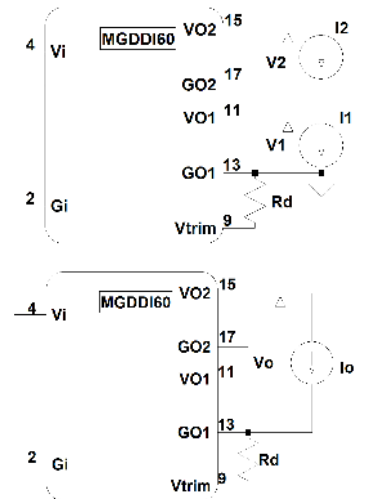 VO2 15
I2
4
Vi
MGDDI60
V2
GO2 17
VO1 11
I1
V1
GO1 13
2
Gi
Rd
Vtrim 9
VO2 15
4
Vi
MGDDI60
GO2 17
Vo
Io
VO1 11
GO1 13
2
Gi
Rd
Vtrim 9